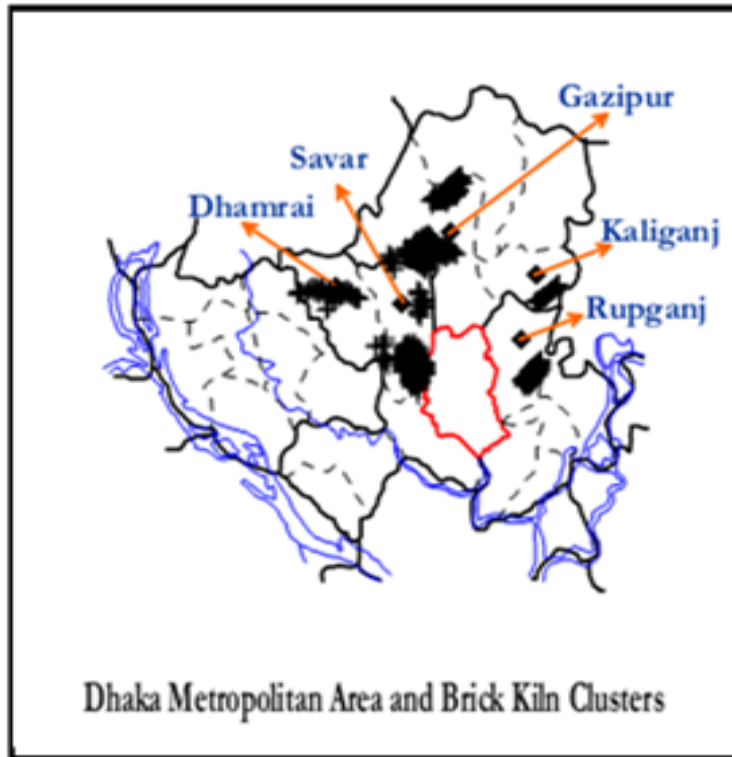 Gazipur
Savar
Dhamrai
Kaliganj
Rupganj
Dhaka Metropolitan Area and Brick Kiln Clusters